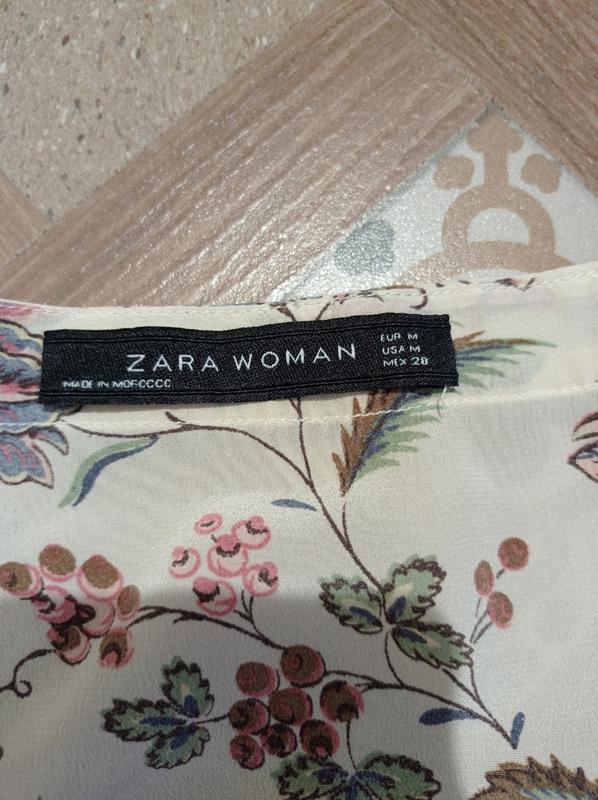 ZARA WOMAN
MADE IN MOROCCO
EUR M
USA M
MEX 28